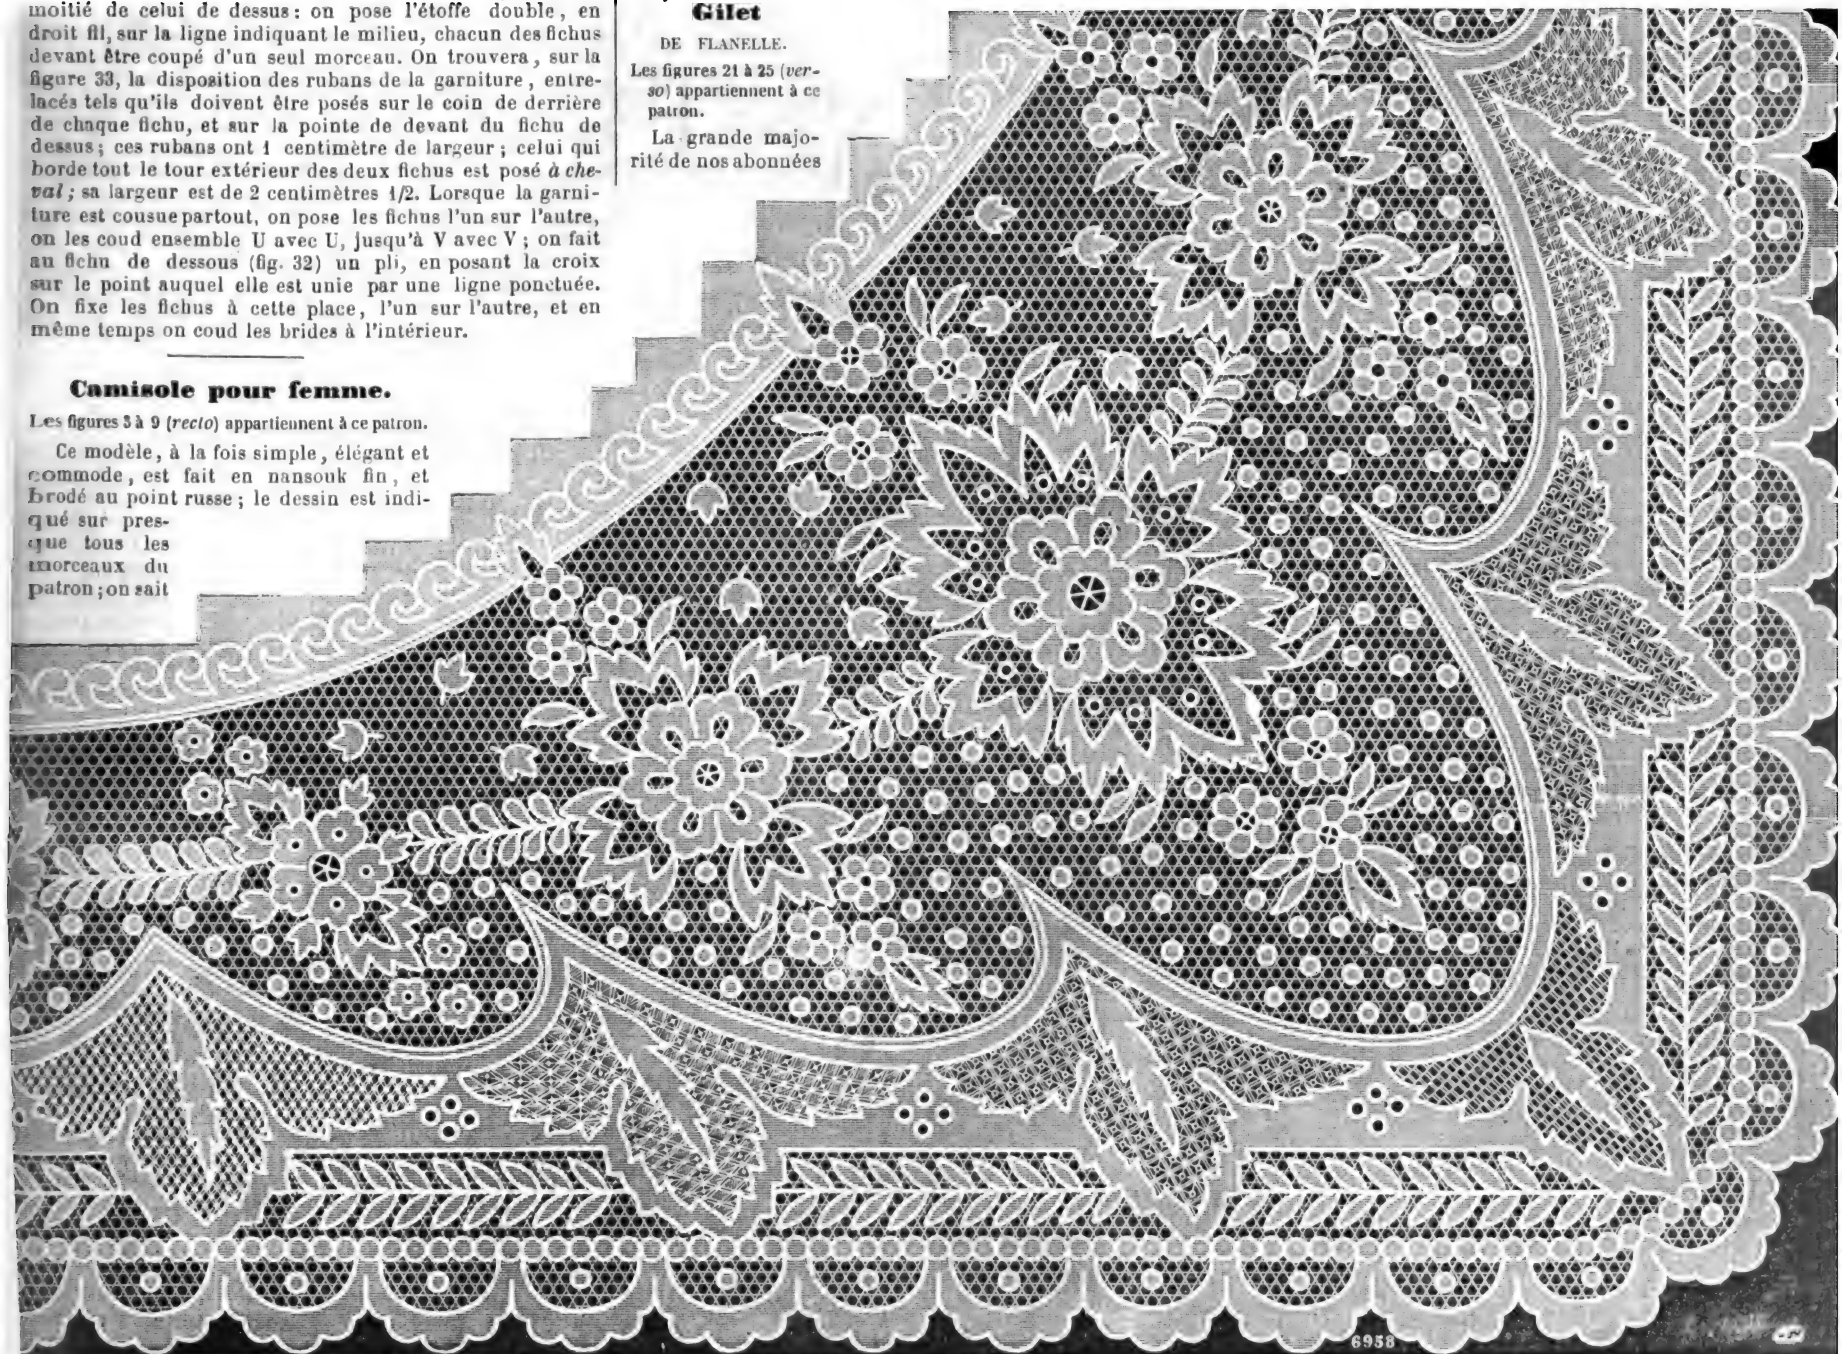 moitié de celui de dessus: on pose l'étoffe double, en
droit fil, sur la ligne indiquant le milieu, chacun des fichus
devant être coupé d'un seul morceau. On trouvera, sur la
figure 33, la disposition des rubans de la garniture, entre-
lacés tels qu'ils doivent être posés sur le coin de derrière
de chaque fichu, et sur la pointe de devant du fichu de
dessus; ces rubans ont 1 centimètre de largeur; celui qui
borde tout le tour extérieur des deux fichus est posé à che-
val; sa largeur est de 2 centimètres 1/2. Lorsque la garni-
ture est cousue partout, on pose les fichus l'un sur l'autre,
on les coud ensemble U avec U, jusqu'à V avec V; on fait
au fichu de dessous (fig. 32) un pli, en posant la croix
sur le point auquel elle est unie par une ligne ponctuée.
On fixe les fichus à cette place, l'un sur l'autre, et en
même temps on coud les brides à l'intérieur.
Camisole pour femme.
Les figures 3 à 9 (recto) appartiennent à ce patron.
Ce modèle, à la fois simple, élégant et
commode, est fait en nansouk fin, et
brodé au point russe; le dessin est indi-
qué sur pres-
que tous les
morceaux du
patron; on sait
Gilet
DE FLANELLE.
Les figures 21 à 25 (ver-
so) appartiennent à ce
patron.
La grande majo-
rité de nos abonnées
6958